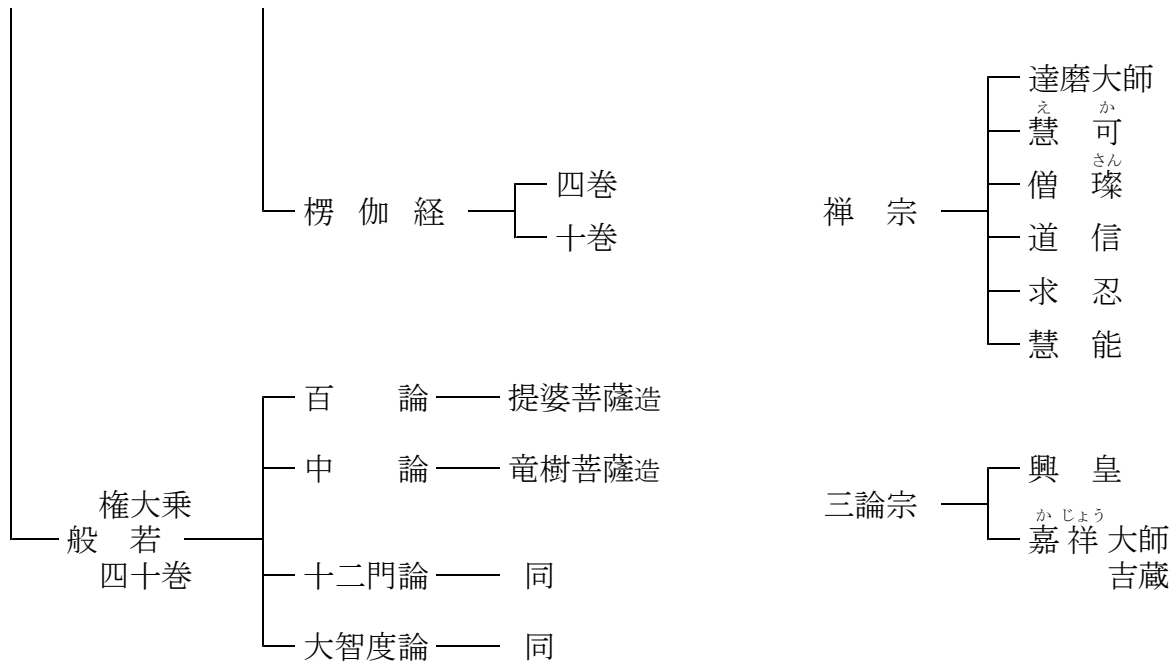 楞伽経
四巻
十巻
禅宗
達磨大師
慧可
えか
僧璨
さん
道信
求忍
慧能
権大乗
般若
四十巻
百論
提婆菩薩造
中論
竜樹菩薩造
十二門論
同
大智度論
同
三論宗
興皇
嘉祥大師
かじょう
吉蔵